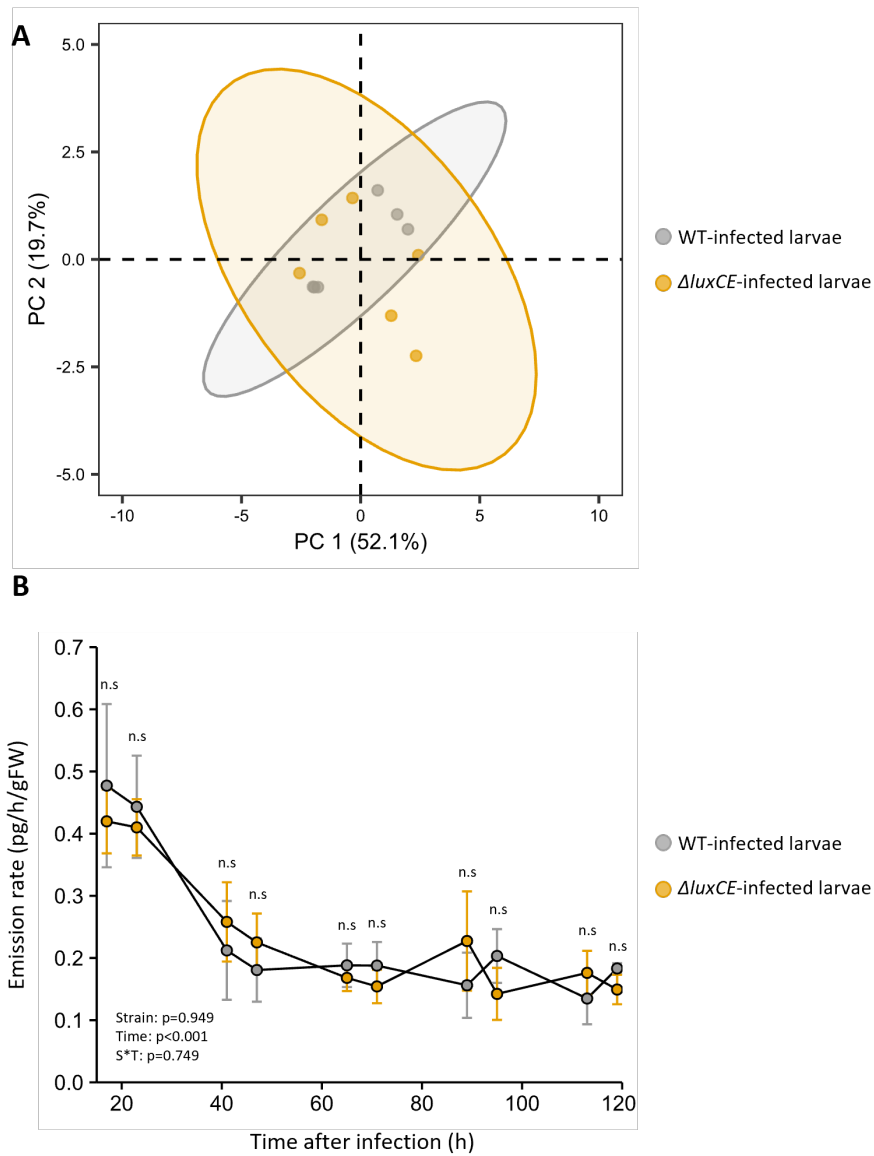 A
5.0
2.5
0.0
-2.5
-5.0
PC 2 (19.7%)
-10 -5 0 5 10
PC 1 (52.1%)
WT-infected larvae
ΔluxCE-infected larvae
B
0.7
0.6
0.5
0.4
0.3
0.2
0.1
0.0
Emission rate (pg/h/gFW)
n.s
n.s
n.s
n.s
n.s
n.s
n.s
n.s
n.s
n.s
Strain: p=0.949
Time: p<0.001
S*T: p=0.749
20 40 60 80 100 120
Time after infection (h)
WT-infected larvae
ΔluxCE-infected larvae